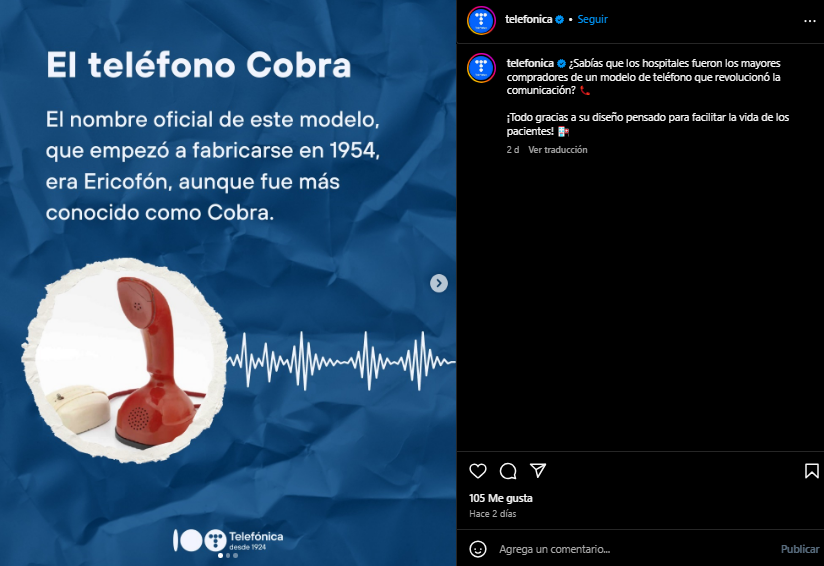 El teléfono Cobra
El nombre oficial de este modelo,
que empezó a fabricarse en 1954,
era Ericofón, aunque fue más
conocido como Cobra.
100 Telefónica
desde 1924
telefonica • Seguir
telefonica ¿Sabías que los hospitales fueron los mayores
compradores de un modelo de teléfono que revolucionó la
comunicación? 📞
¡Todo gracias a su diseño pensado para facilitar la vida de los
pacientes! 🏥
2 d Ver traducción
105 Me gusta
Hace 2 días
Agrega un comentario...
Publicar